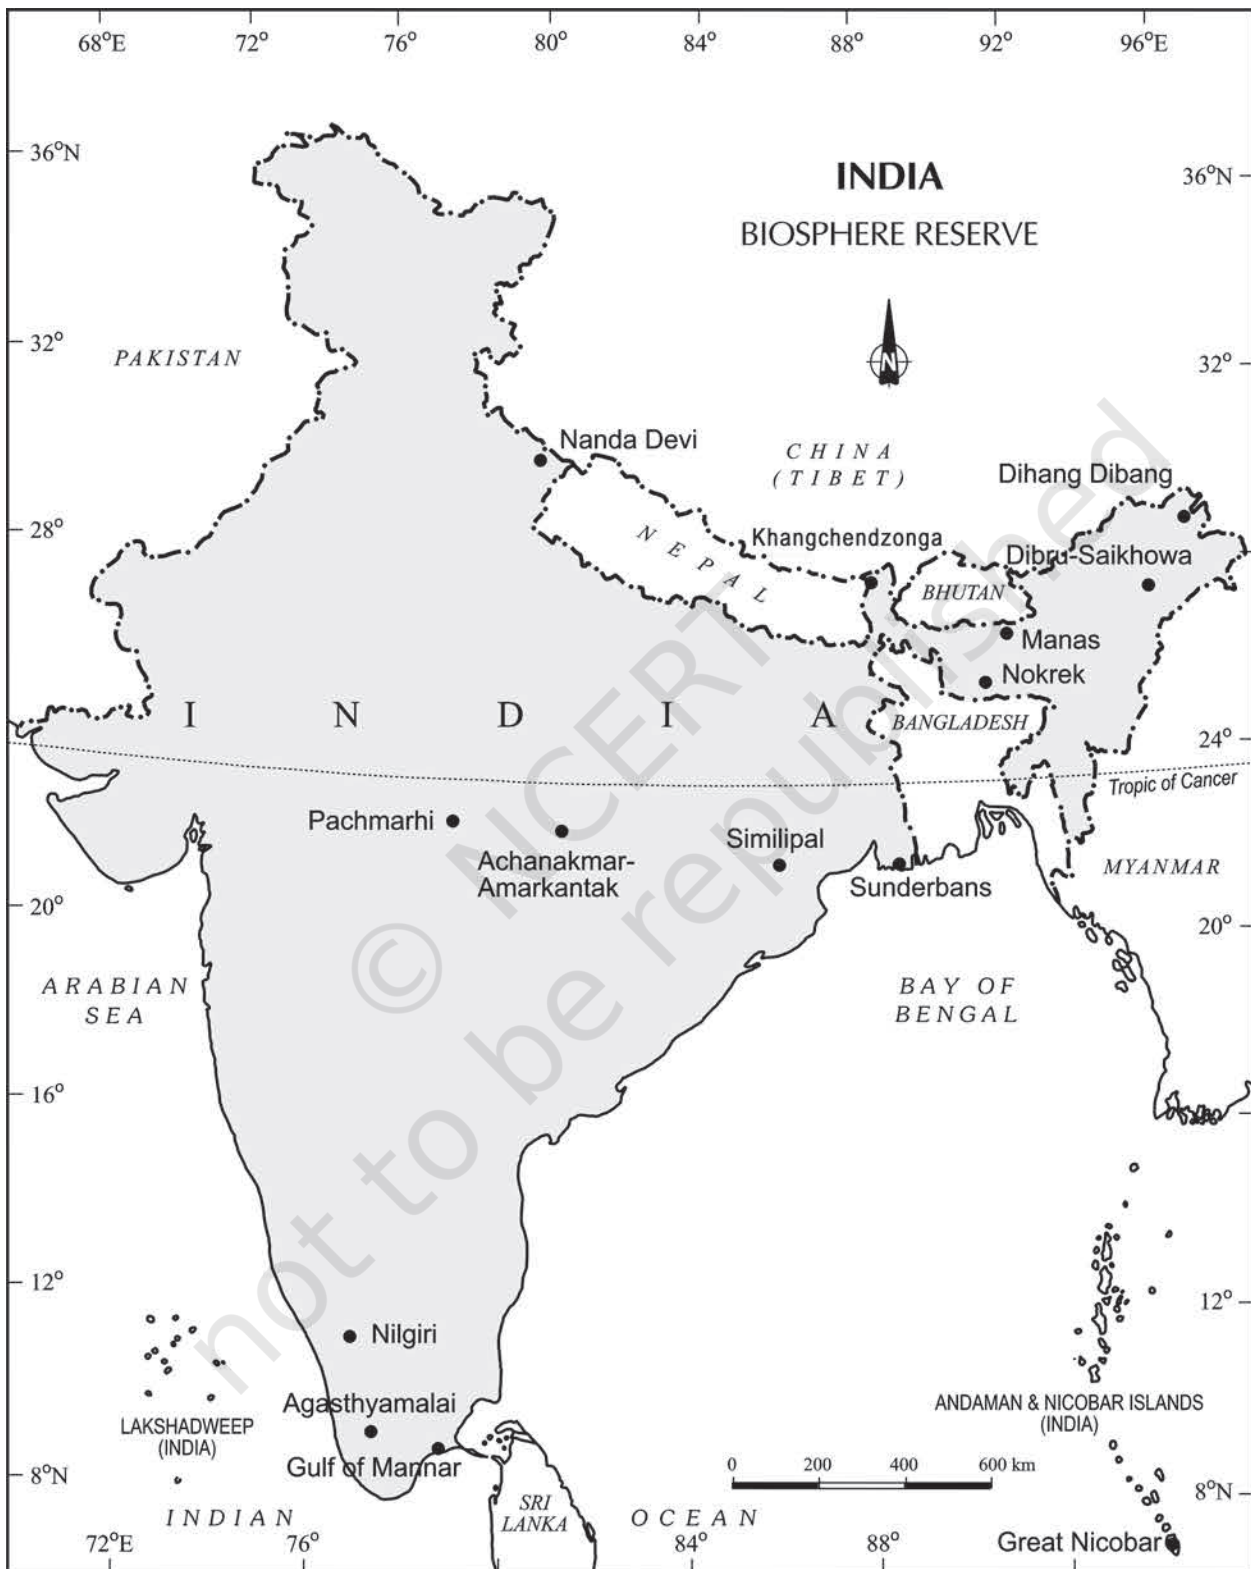 68°E 72° 76° 80° 84° 88° 92° 96°E
36°N
INDIA
36°N
BIOSPHERE RESERVE
N
32°
PAKISTAN
32°
Nanda Devi
CHINA
(TIBET)
Dihang Dibang
28°
Khangchendzonga
NEPAL
Dibru-Saikhowa
BHUTAN
Manas
Nokrek
INDIA
BANGLADESH
24°
Tropic of Cancer
Pachmarhi
Achanakmar-
Amarkantak
Similipal
Sunderbans
MYANMAR
20°
20°
ARABIAN
SEA
BAY OF
BENGAL
© NCERT
not to be republished
16°
12°
12°
Nilgiri
Agasthyamalai
LAKSHADWEEP
(INDIA)
Gulf of Mannar
ANDAMAN & NICOBAR ISLANDS
(INDIA)
0 200 400 600 km
8°N
8°N
SRI
LANKA
INDIAN OCEAN
Great Nicobar
72°E 76° 84° 88°